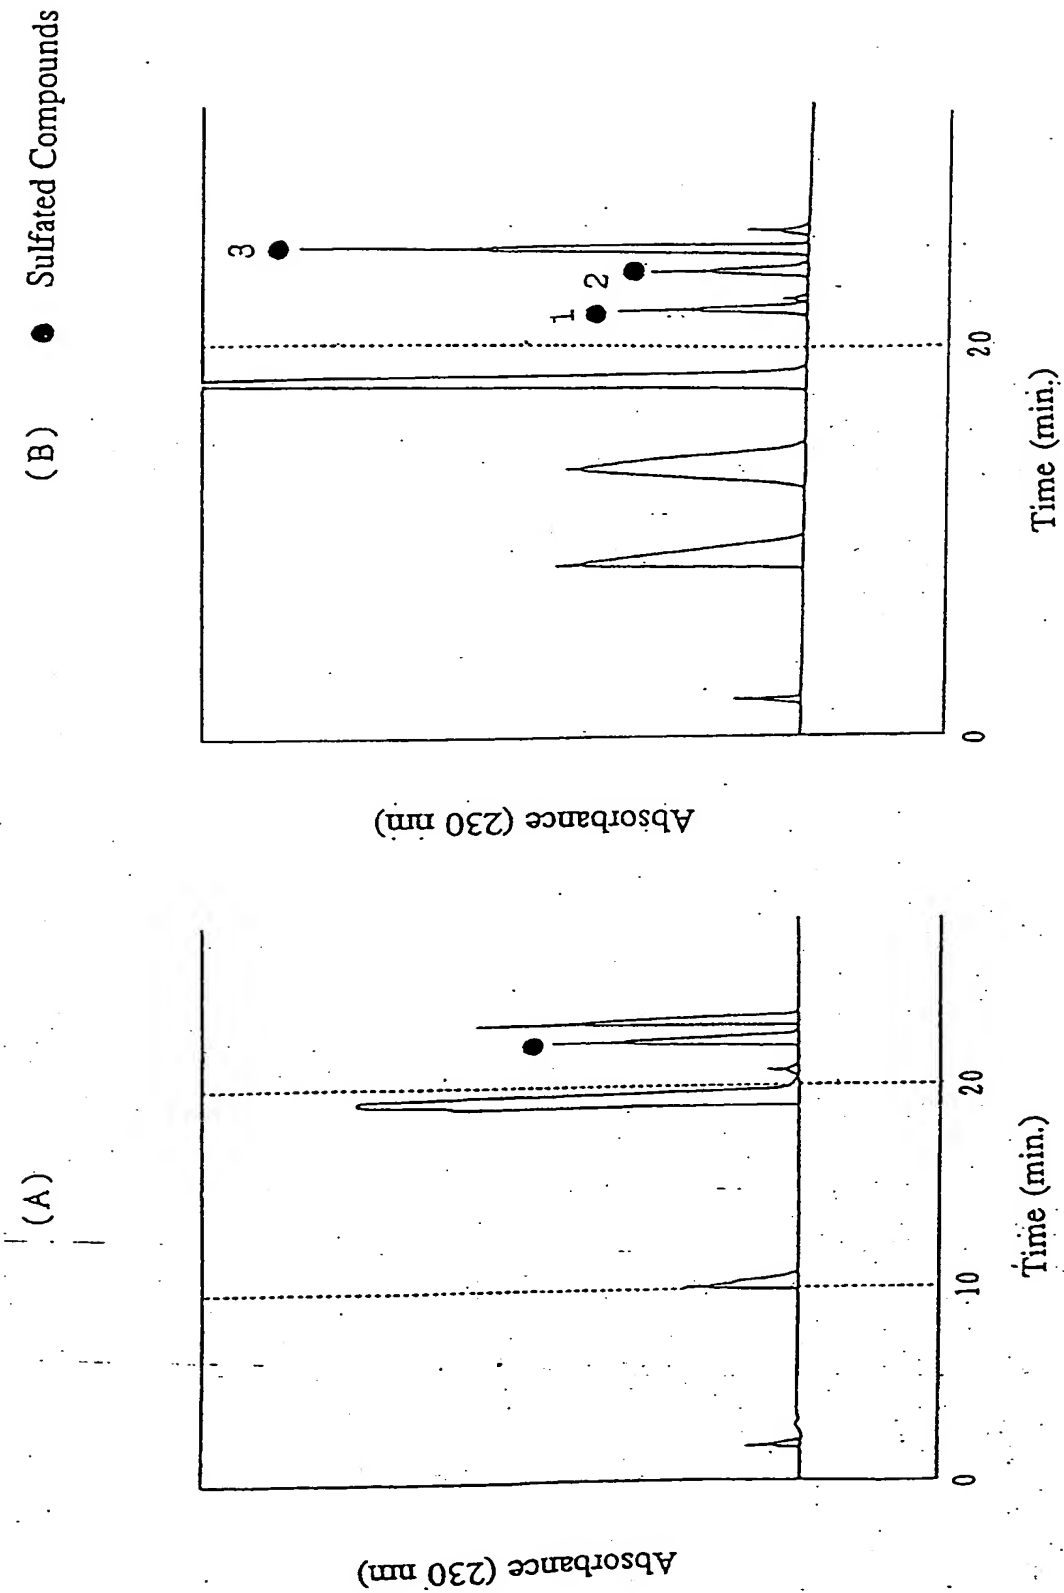 (A)
Absorbance (230 nm)
0
10
20
Time (min.)
(B)
● Sulfated Compounds
Absorbance (230 nm)
1
2
3
0
20
Time (min.)